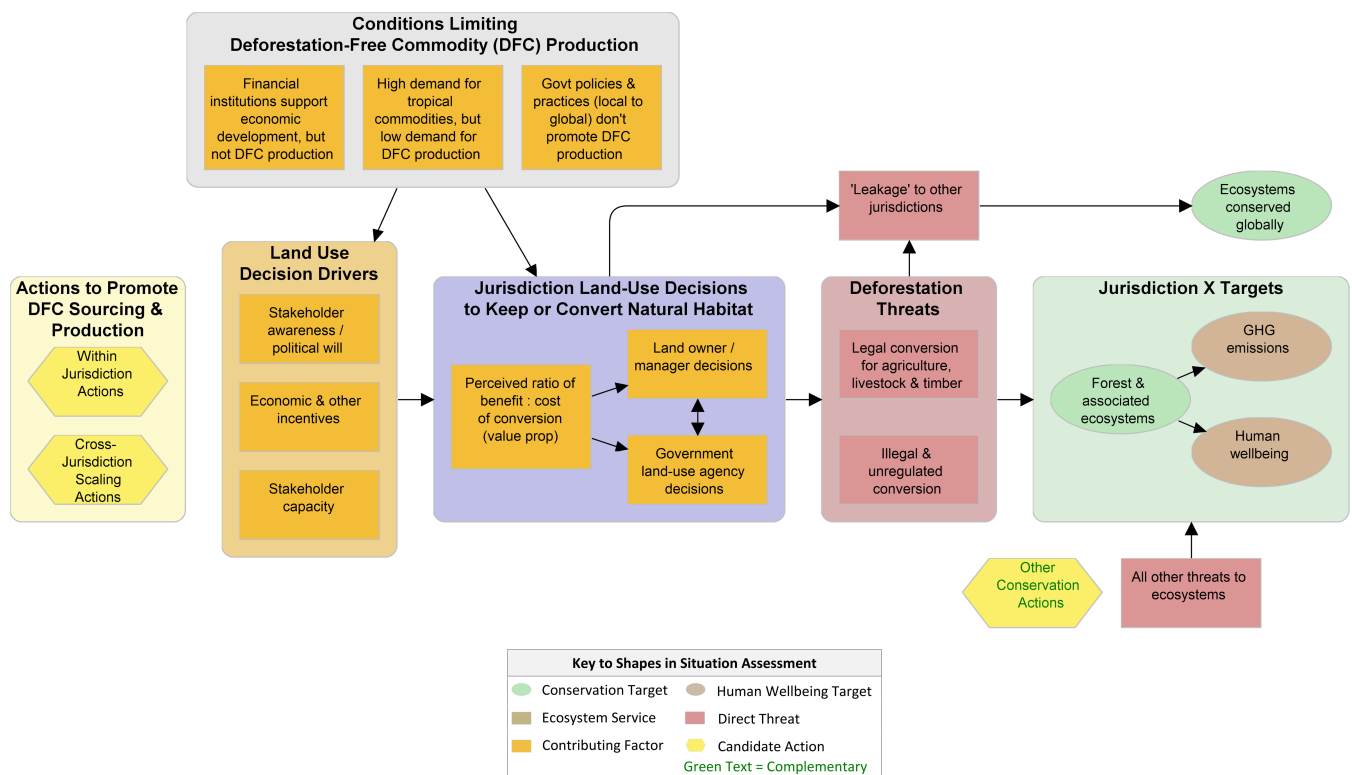 Conditions Limiting
Deforestation-Free Commodity (DFC) Production
Financial
institutions support
economic
development, but
not DFC production
High demand for
tropical
commodities, but
low demand for
DFC production
Govt policies &
practices (local to
global) don't
promote DFC
production
'Leakage' to other
jurisdictions
Ecosystems
conserved
globally
Actions to Promote
DFC Sourcing &
Production
Within
Jurisdiction
Actions
Cross-
Jurisdiction
Scaling
Actions
Land Use
Decision Drivers
Stakeholder
awareness /
political will
Economic & other
incentives
Stakeholder
capacity
Jurisdiction Land-Use Decisions
to Keep or Convert Natural Habitat
Perceived ratio of
benefit : cost
of conversion
(value prop)
Land owner /
manager decisions
Government
land-use agency
decisions
Deforestation
Threats
Legal conversion
for agriculture,
livestock & timber
Illegal &
unregulated
conversion
Jurisdiction X Targets
Forest &
associated
ecosystems
GHG
emissions
Human
wellbeing
Other
Conservation
Actions
All other threats to
ecosystems
Key to Shapes in Situation Assessment
Conservation Target
Human Wellbeing Target
Ecosystem Service
Direct Threat
Contributing Factor
Candidate Action
Green Text = Complementary